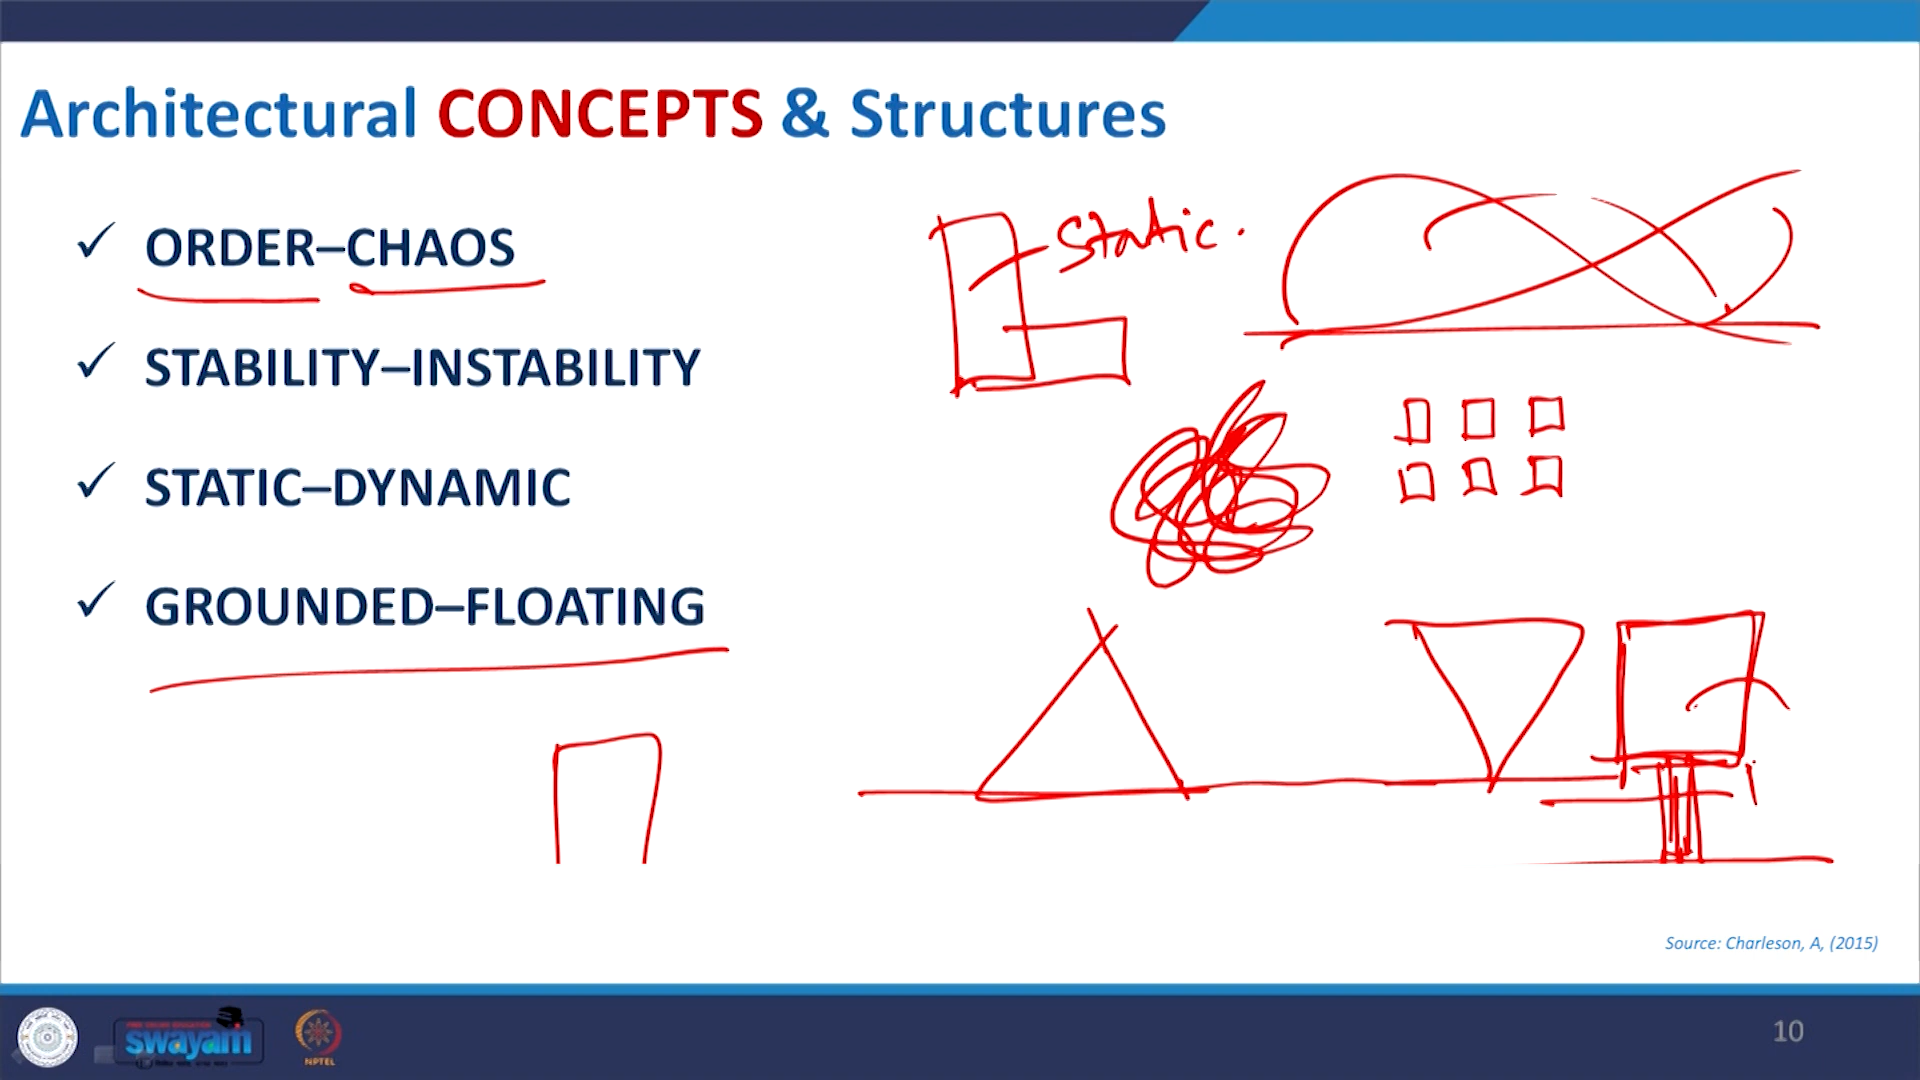 Architectural CONCEPTS & Structures
✓ ORDER–CHAOS
Static.
✓ STABILITY–INSTABILITY
✓ STATIC–DYNAMIC
✓ GROUNDED–FLOATING
Source: Charleson, A, (2015)
swayam
NPTEL
10